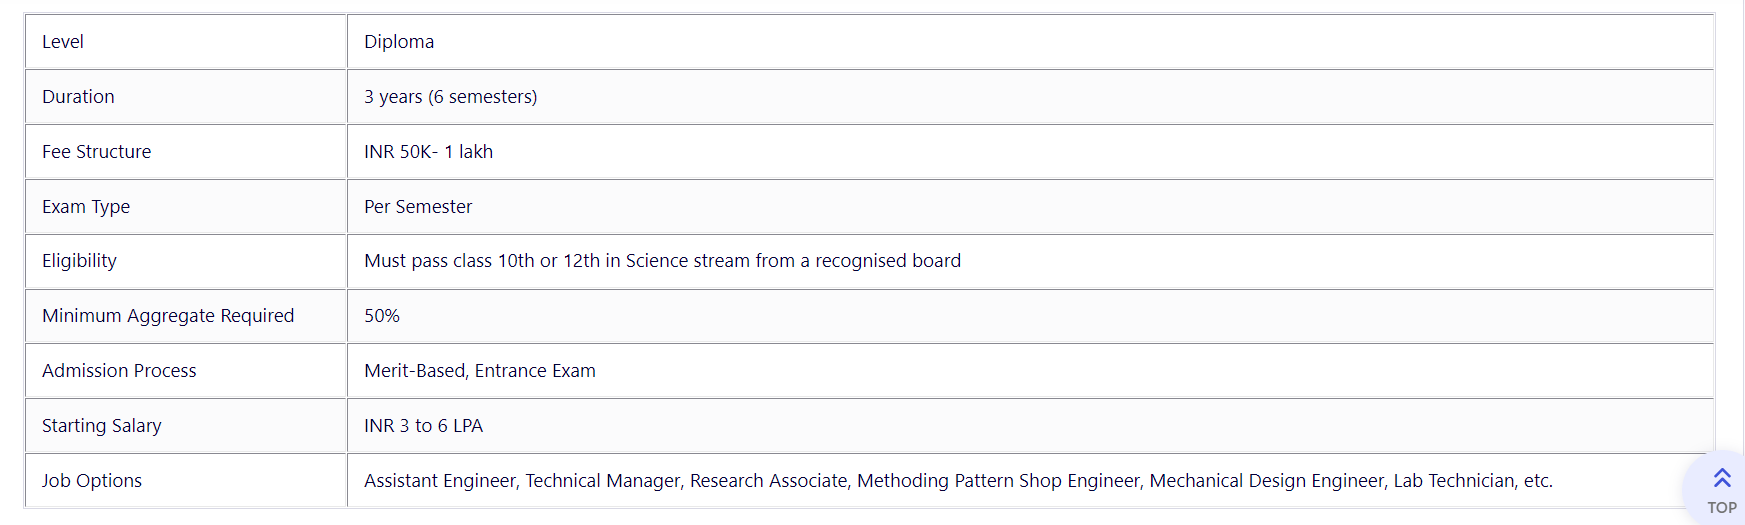 Level Diploma
Duration 3 years (6 semesters)
Fee Structure INR 50K- 1 lakh
Exam Type Per Semester
Eligibility Must pass class 10th or 12th in Science stream from a recognised board
Minimum Aggregate Required 50%
Admission Process Merit-Based, Entrance Exam
Starting Salary INR 3 to 6 LPA
Job Options Assistant Engineer, Technical Manager, Research Associate, Methoding Pattern Shop Engineer, Mechanical Design Engineer, Lab Technician, etc.
TOP